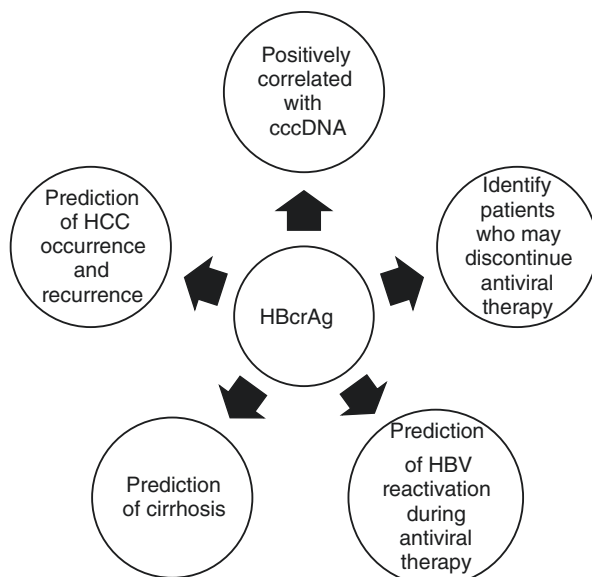 Positively
correlated
with
cccDNA
Prediction
of HCC
occurrence
and
recurrence
Identify
patients
who may
discontinue
antiviral
therapy
HBcrAg
Prediction
of cirrhosis
Prediction
of HBV
reactivation
during
antiviral
therapy